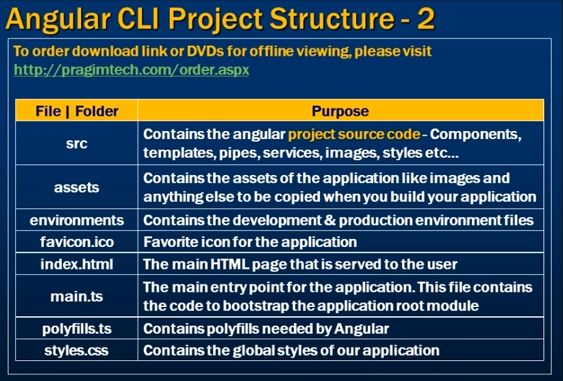 Angular CLI Project Structure - 2
To order download link or DVDs for offline viewing, please visit
http://pragimtech.com/order.aspx
File | Folder Purpose
src Contains the angular project source code - Components,
templates, pipes, services, images, styles etc...
assets Contains the assets of the application like images and
anything else to be copied when you build your application
environments Contains the development & production environment files
favicon.ico Favorite icon for the application
index.html The main HTML page that is served to the user
main.ts The main entry point for the application. This file contains
the code to bootstrap the application root module
polyfills.ts Contains polyfills needed by Angular
styles.css Contains the global styles of our application